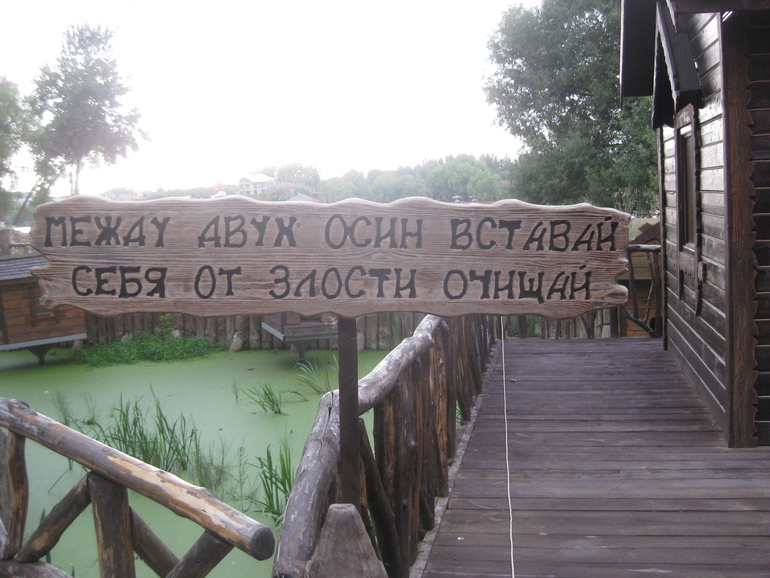 МЕЖДУ ДВУХ ОСИН ВСТАВАЙ
СЕБЯ ОТ ЗЛОСТИ ОЧИЩАЙ